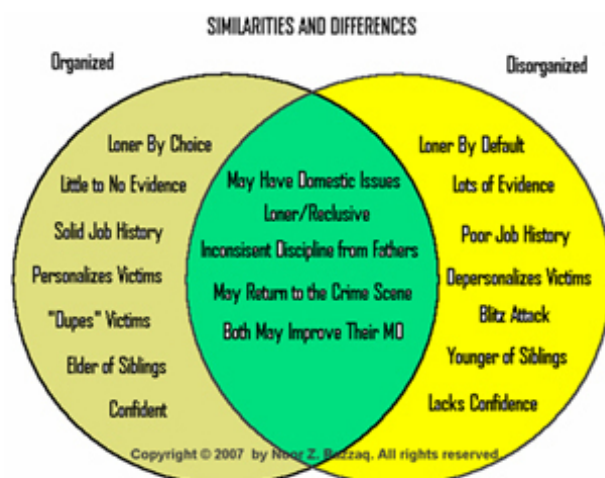 SIMILARITIES AND DIFFERENCES
Organized
Disorganized
Loner By Choice
Little to No Evidence
Solid Job History
Personalizes Victims
"Dupes" Victims
Elder of Siblings
Confident
May Have Domestic Issues
Loner/Reclusive
Inconsisent Discipline from Fathers
May Return to the Crime Scene
Both May Improve Their MO
Loner By Default
Lots of Evidence
Poor Job History
Depersonalizes Victims
Blitz Attack
Younger of Siblings
Lacks Confidence
Copyright © 2007 by Noor Z. Razzaq. All rights reserved